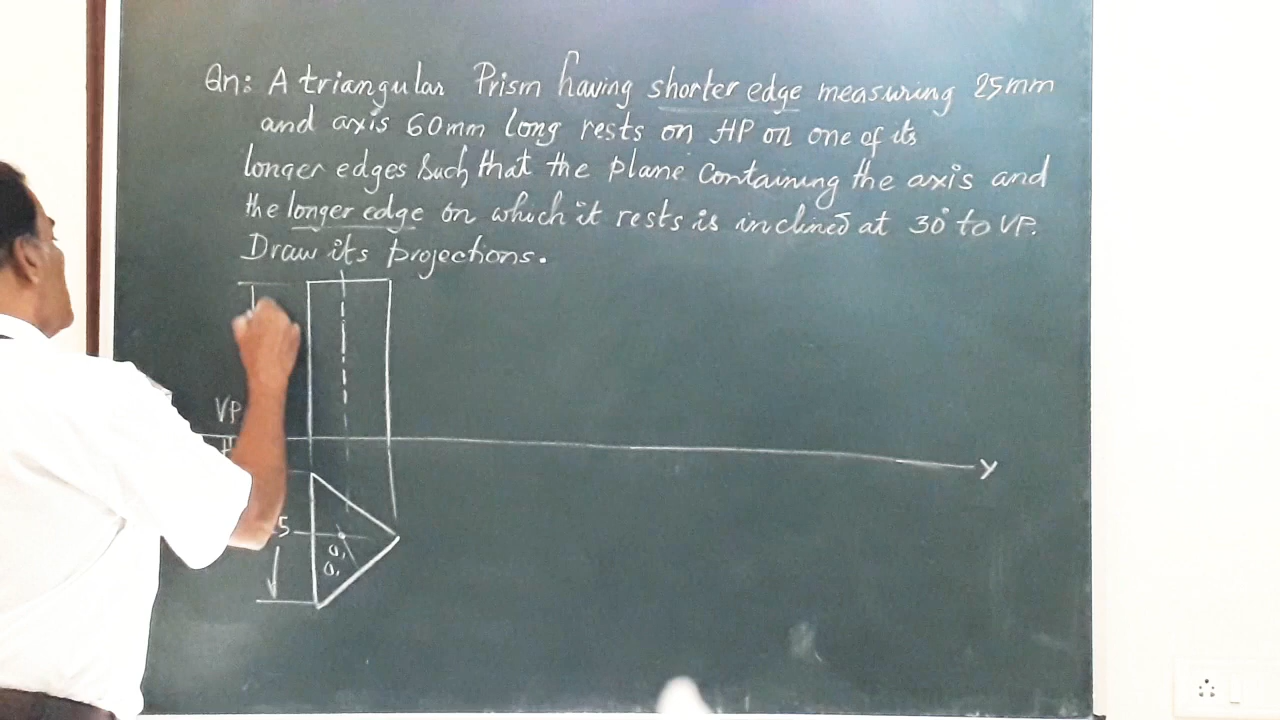 Qn: A triangular Prism having shorter edge measuring 25mm
and axis 60mm long rests on HP on one of its
longer edges such that the plane containing the axis and
the longer edge on which it rests is inclined at 30° to VP.
Draw its projections.
VP
Y
5
O,
O,